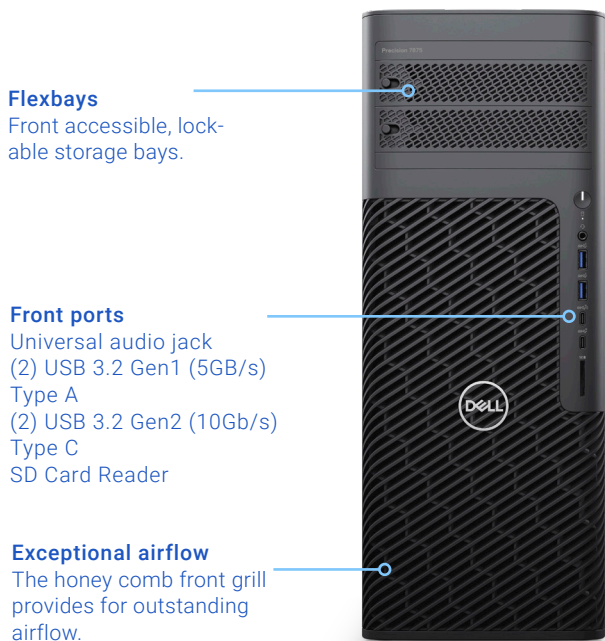 Precision 7875
Flexbays
Front accessible, lock-
able storage bays.
Front ports
Universal audio jack
(2) USB 3.2 Gen1 (5GB/s)
Type A
(2) USB 3.2 Gen2 (10Gb/s)
Type C
SD Card Reader
DELL
Exceptional airflow
The honey comb front grill
provides for outstanding
airflow.